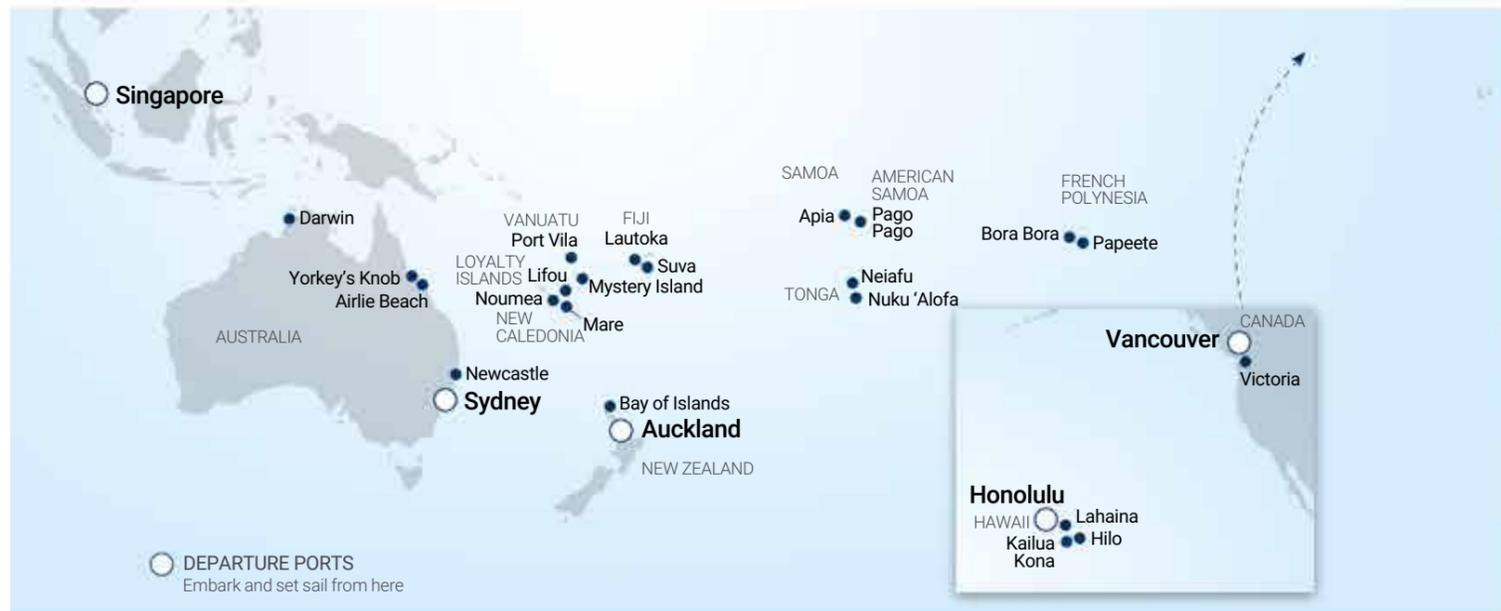 Singapore
SAMOA
AMERICAN
SAMOA
FRENCH
POLYNESIA
Darwin
VANUATU
Port Vila
FIJI
Lautoka
Apia
Pago
Pago
Bora Bora
Papeete
Yorkey's Knob
Airlie Beach
LOYALTY
ISLANDS
Lifou
Suva
Mystery Island
Noumea
NEW
CALEDONIA
Mare
Neiafu
TONGA
Nuku ‘Alofa
AUSTRALIA
CANADA
Vancouver
Victoria
Newcastle
Sydney
Bay of Islands
Auckland
NEW ZEALAND
Honolulu
HAWAII
Lahaina
Kailua
Kona
Hilo
DEPARTURE PORTS
Embark and set sail from here